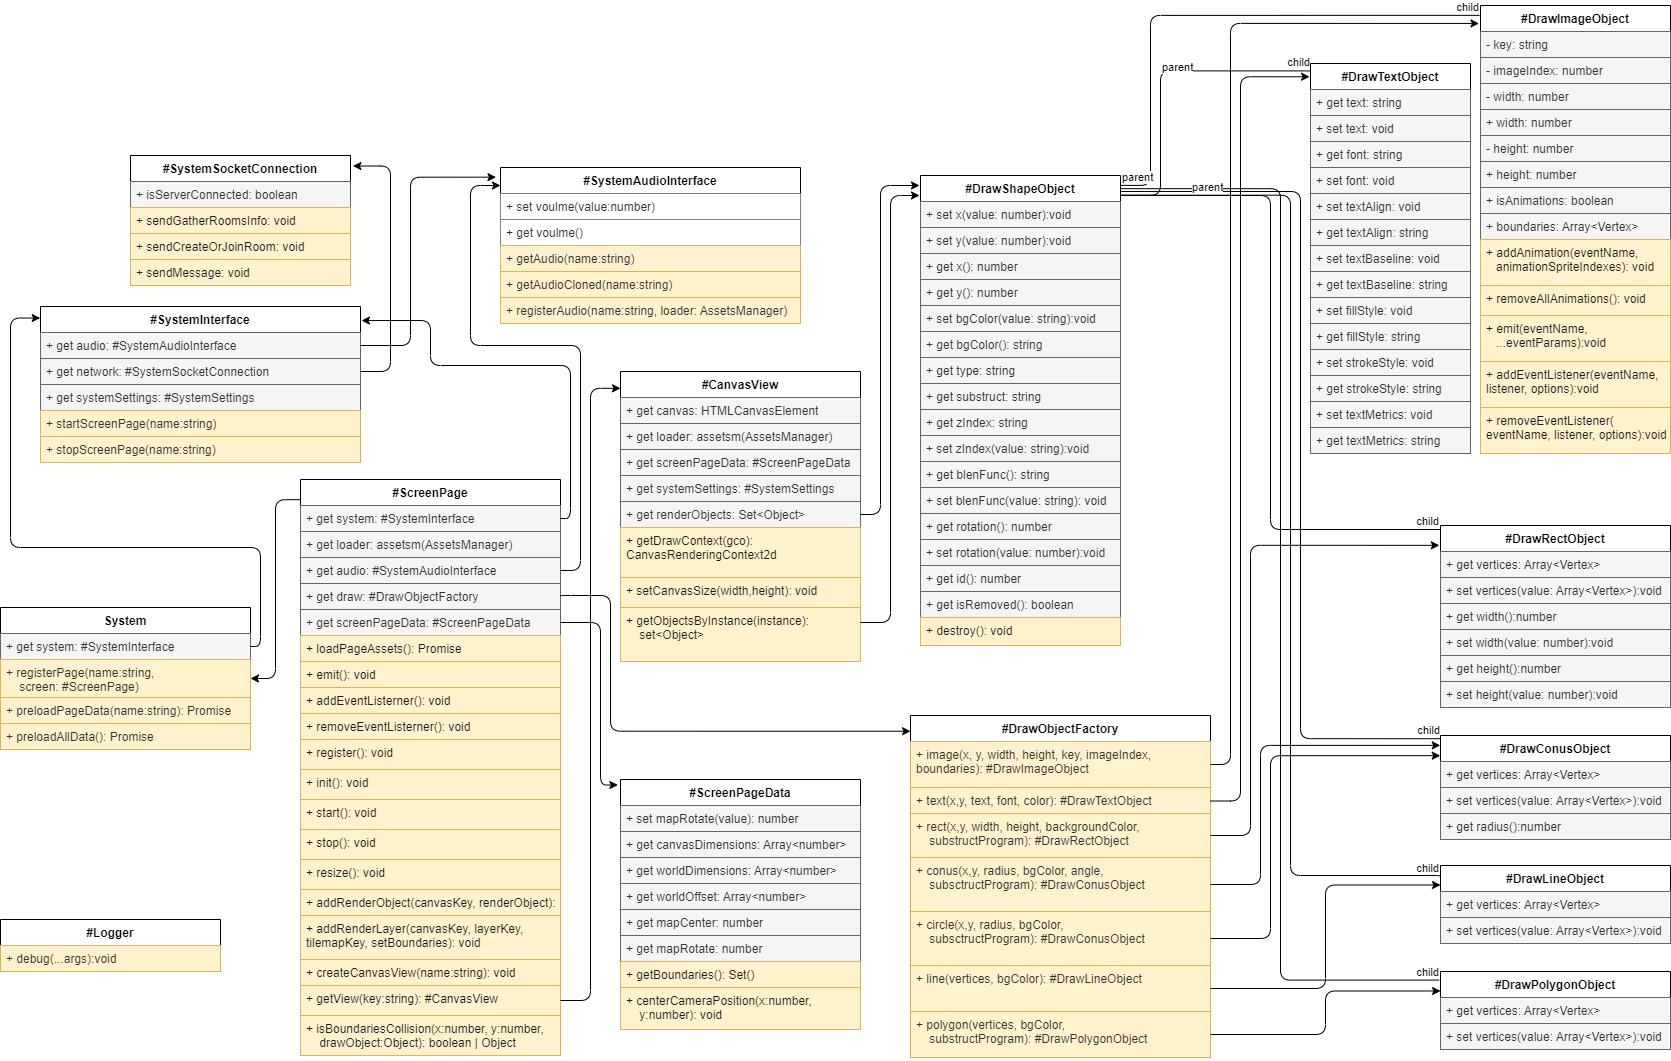 #SystemSocketConnection
+ isServerConnected: boolean
+ sendGatherRoomsInfo: void
+ sendCreateOrJoinRoom: void
+ sendMessage: void
#SystemInterface
+ get audio: #SystemAudioInterface
+ get network: #SystemSocketConnection
+ get systemSettings: #SystemSettings
+ startScreenPage(name:string)
+ stopScreenPage(name:string)
System
+ get system: #SystemInterface
+ registerPage(name:string,
screen: #ScreenPage)
+ preloadPageData(name:string): Promise
+ preloadAllData(): Promise
#Logger
+ debug(...args):void
#ScreenPage
+ get system: #SystemInterface
+ get loader: assetsm(AssetsManager)
+ get audio: #SystemAudioInterface
+ get draw: #DrawObjectFactory
+ get screenPageData: #ScreenPageData
+ loadPageAssets(): Promise
+ emit(): void
+ addEventListerner(): void
+ removeEventListerner(): void
+ register(): void
+ init(): void
+ start(): void
+ stop(): void
+ resize(): void
+ addRenderObject(canvasKey, renderObject):
+ addRenderLayer(canvasKey, layerKey,
tilemapKey, setBoundaries): void
+ createCanvasView(name:string): void
+ getView(key:string): #CanvasView
+ isBoundariesCollision(x:number, y:number,
drawObject:Object): boolean | Object
#SystemAudioInterface
+ set voulme(value:number)
+ get voulme()
+ getAudio(name:string)
+ getAudioCloned(name:string)
+ registerAudio(name:string, loader: AssetsManager)
#CanvasView
+ get canvas: HTMLCanvasElement
+ get loader: assetsm(AssetsManager)
+ get screenPageData: #ScreenPageData
+ get systemSettings: #SystemSettings
+ get renderObjects: Set<Object>
+ getDrawContext(gco):
CanvasRenderingContext2d
+ setCanvasSize(width,height): void
+ getObjectsByInstance(instance):
set<Object>
#ScreenPageData
+ set mapRotate(value): number
+ get canvasDimensions: Array<number>
+ get worldDimensions: Array<number>
+ get worldOffset: Array<number>
+ get mapCenter: number
+ get mapRotate: number
+ getBoundaries(): Set()
+ centerCameraPosition(x:number,
y:number): void
#DrawShapeObject
+ set x(value: number):void
+ set y(value: number):void
+ get x(): number
+ get y(): number
+ set bgColor(value: string):void
+ get bgColor(): string
+ get type: string
+ get substruct: string
+ get zIndex: string
+ set zIndex(value: string):void
+ get blenFunc(): string
+ set blenFunc(value: string): void
+ get rotation(): number
+ set rotation(value: number):void
+ get id(): number
+ get isRemoved(): boolean
+ destroy(): void
parent
parent
parent
#DrawObjectFactory
+ image(x, y, width, height, key, imageIndex,
boundaries): #DrawImageObject
+ text(x,y, text, font, color): #DrawTextObject
+ rect(x,y, width, height, backgroundColor,
substructProgram): #DrawRectObject
+ conus(x,y, radius, bgColor, angle,
subsctructProgram): #DrawConusObject
+ circle(x,y, radius, bgColor,
subsctructProgram): #DrawConusObject
+ line(vertices, bgColor): #DrawLineObject
+ polygon(vertices, bgColor,
substructProgram): #DrawPolygonObject
child
#DrawTextObject
+ get text: string
+ set text: void
+ get font: string
+ set font: void
+ set textAlign: void
+ get textAlign: string
+ set textBaseline: void
+ get textBaseline: string
+ set fillStyle: void
+ get fillStyle: string
+ set strokeStyle: void
+ get strokeStyle: string
+ set textMetrics: void
+ get textMetrics: string
child
#DrawImageObject
- key: string
- imageIndex: number
- width: number
+ width: number
- height: number
+ height: number
+ isAnimations: boolean
+ boundaries: Array<Vertex>
+ addAnimation(eventName,
animationSpriteIndexes): void
+ removeAllAnimations(): void
+ emit(eventName,
...eventParams):void
+ addEventListener(eventName,
listener, options):void
+ removeEventListener(
eventName, listener, options):void
child
#DrawRectObject
+ get vertices: Array<Vertex>
+ set vertices(value: Array<Vertex>):void
+ get width():number
+ set width(value: number):void
+ get height():number
+ set height(value: number):void
child
#DrawConusObject
+ get vertices: Array<Vertex>
+ set vertices(value: Array<Vertex>):void
+ get radius():number
child
#DrawLineObject
+ get vertices: Array<Vertex>
+ set vertices(value: Array<Vertex>):void
child
#DrawPolygonObject
+ get vertices: Array<Vertex>
+ set vertices(value: Array<Vertex>):void